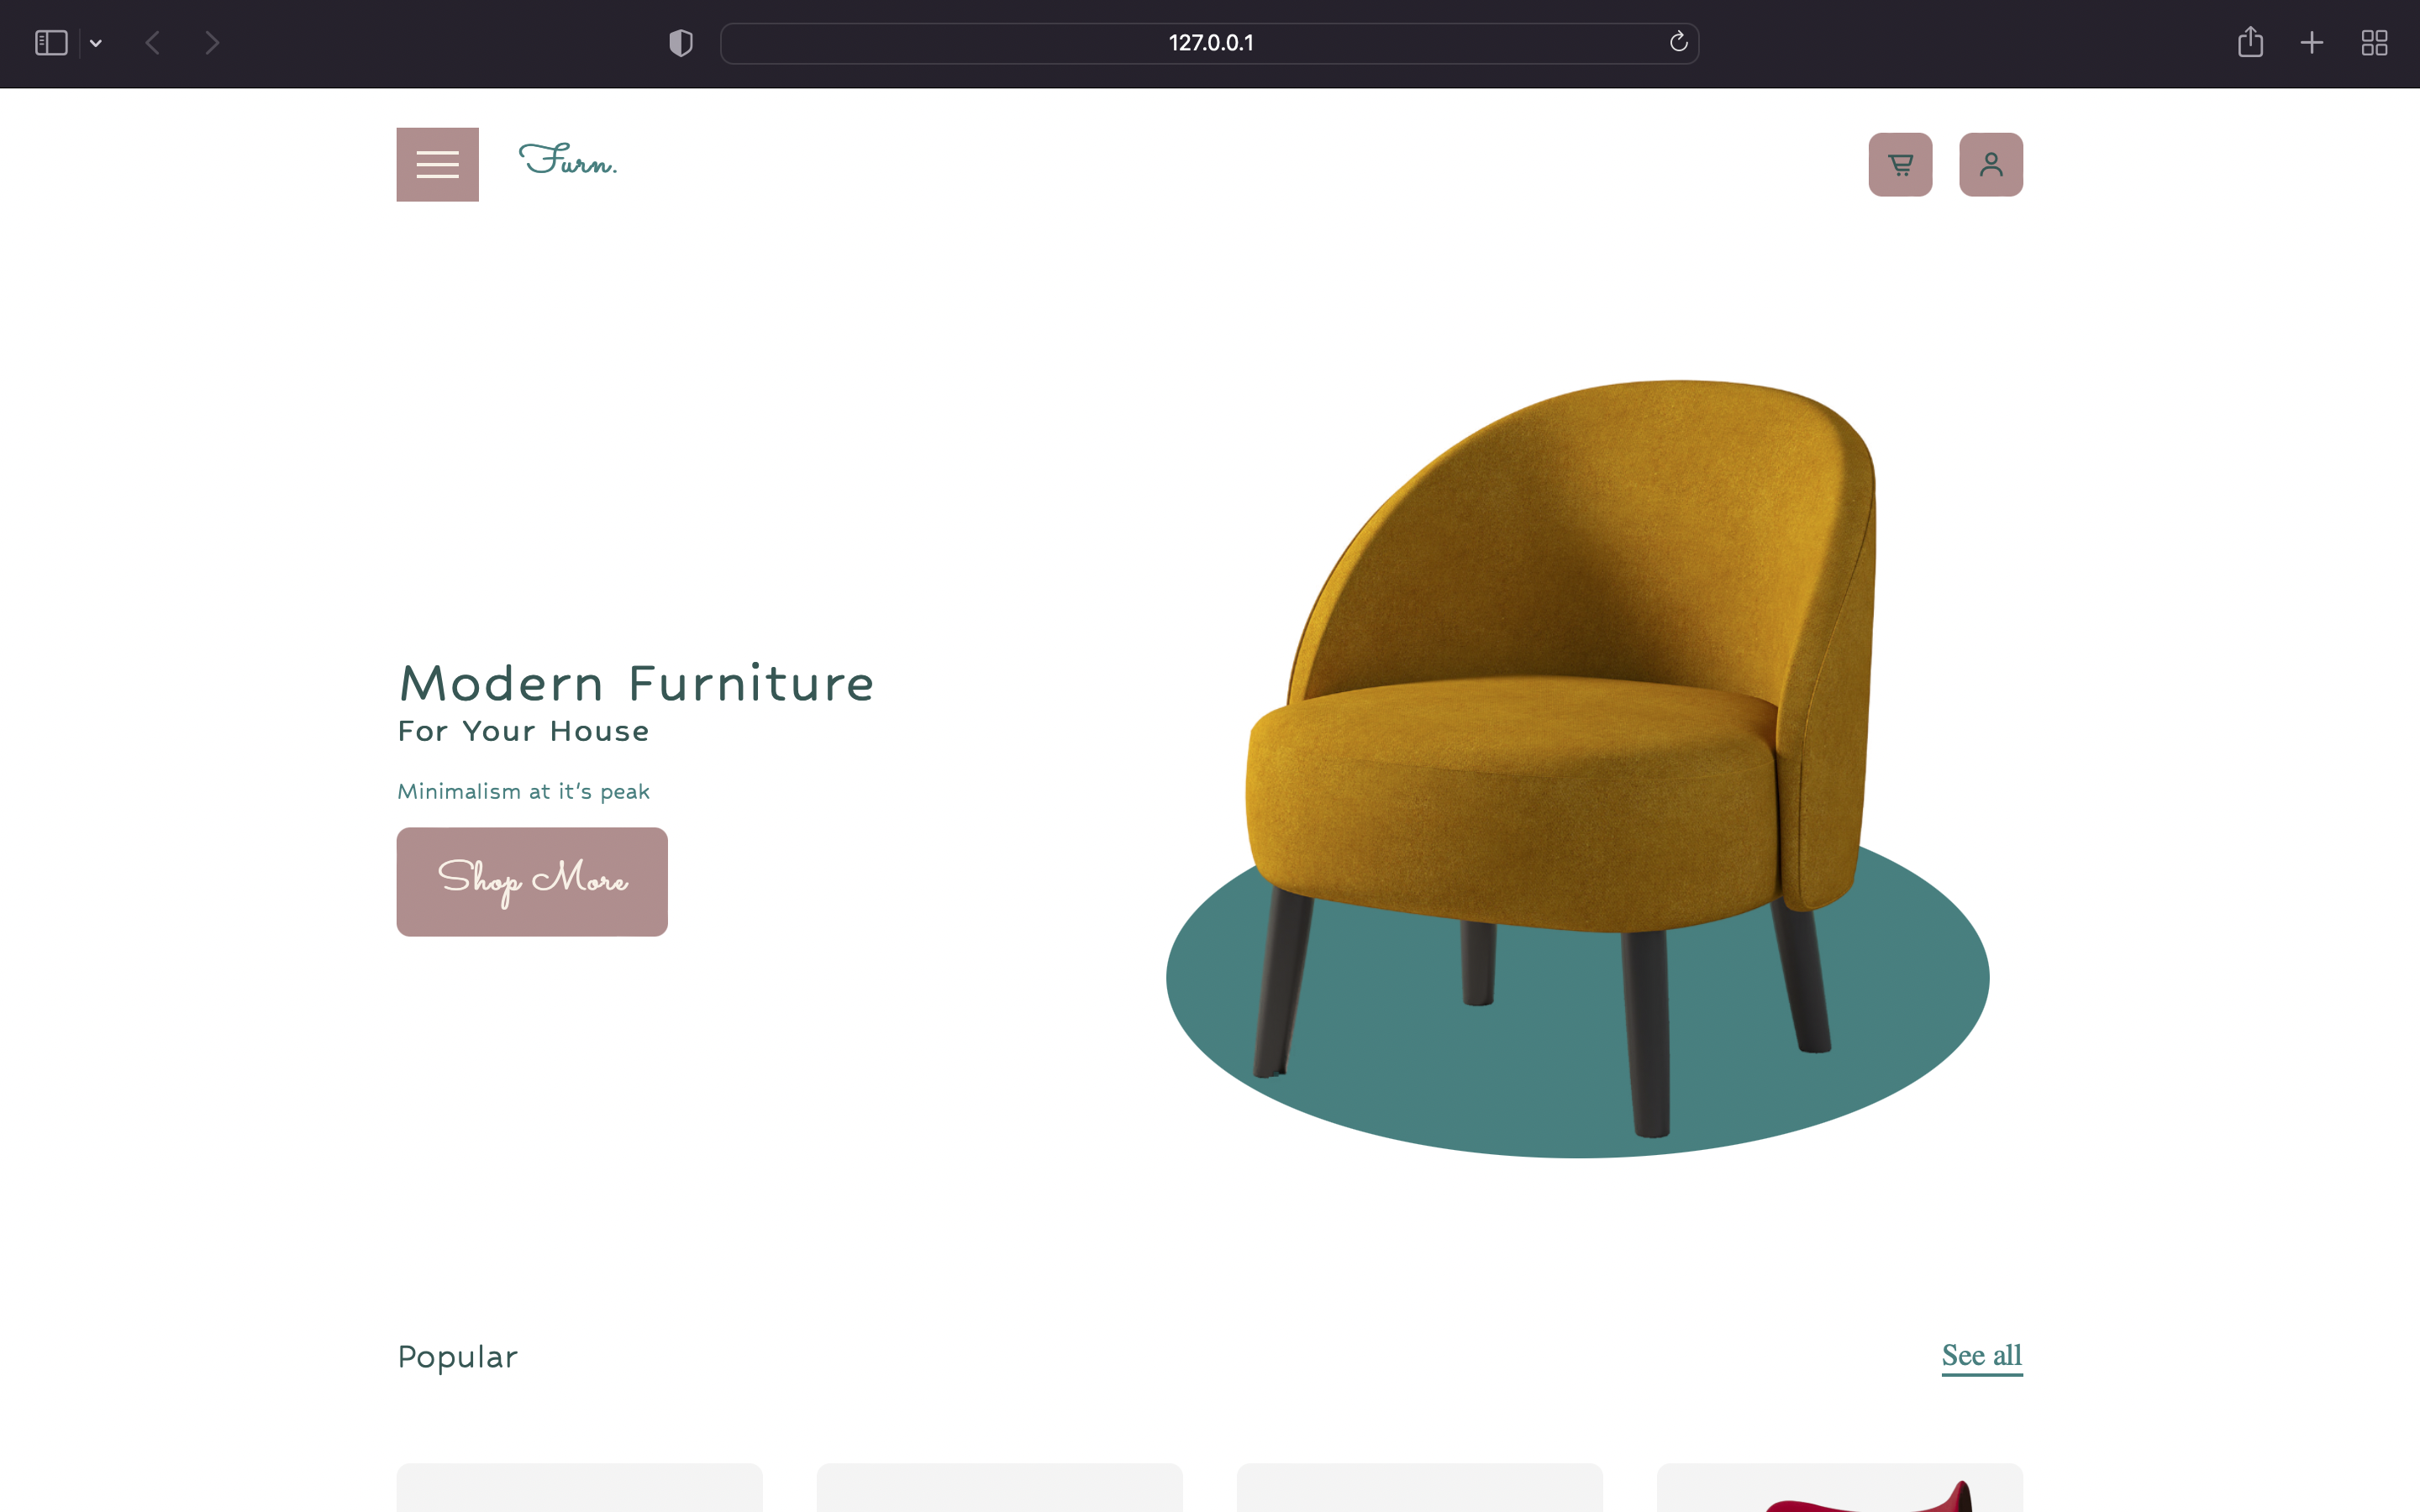 127.0.0.1
Furn.
Modern Furniture
For Your House
Minimalism at it's peak
Shop More
Popular
See all